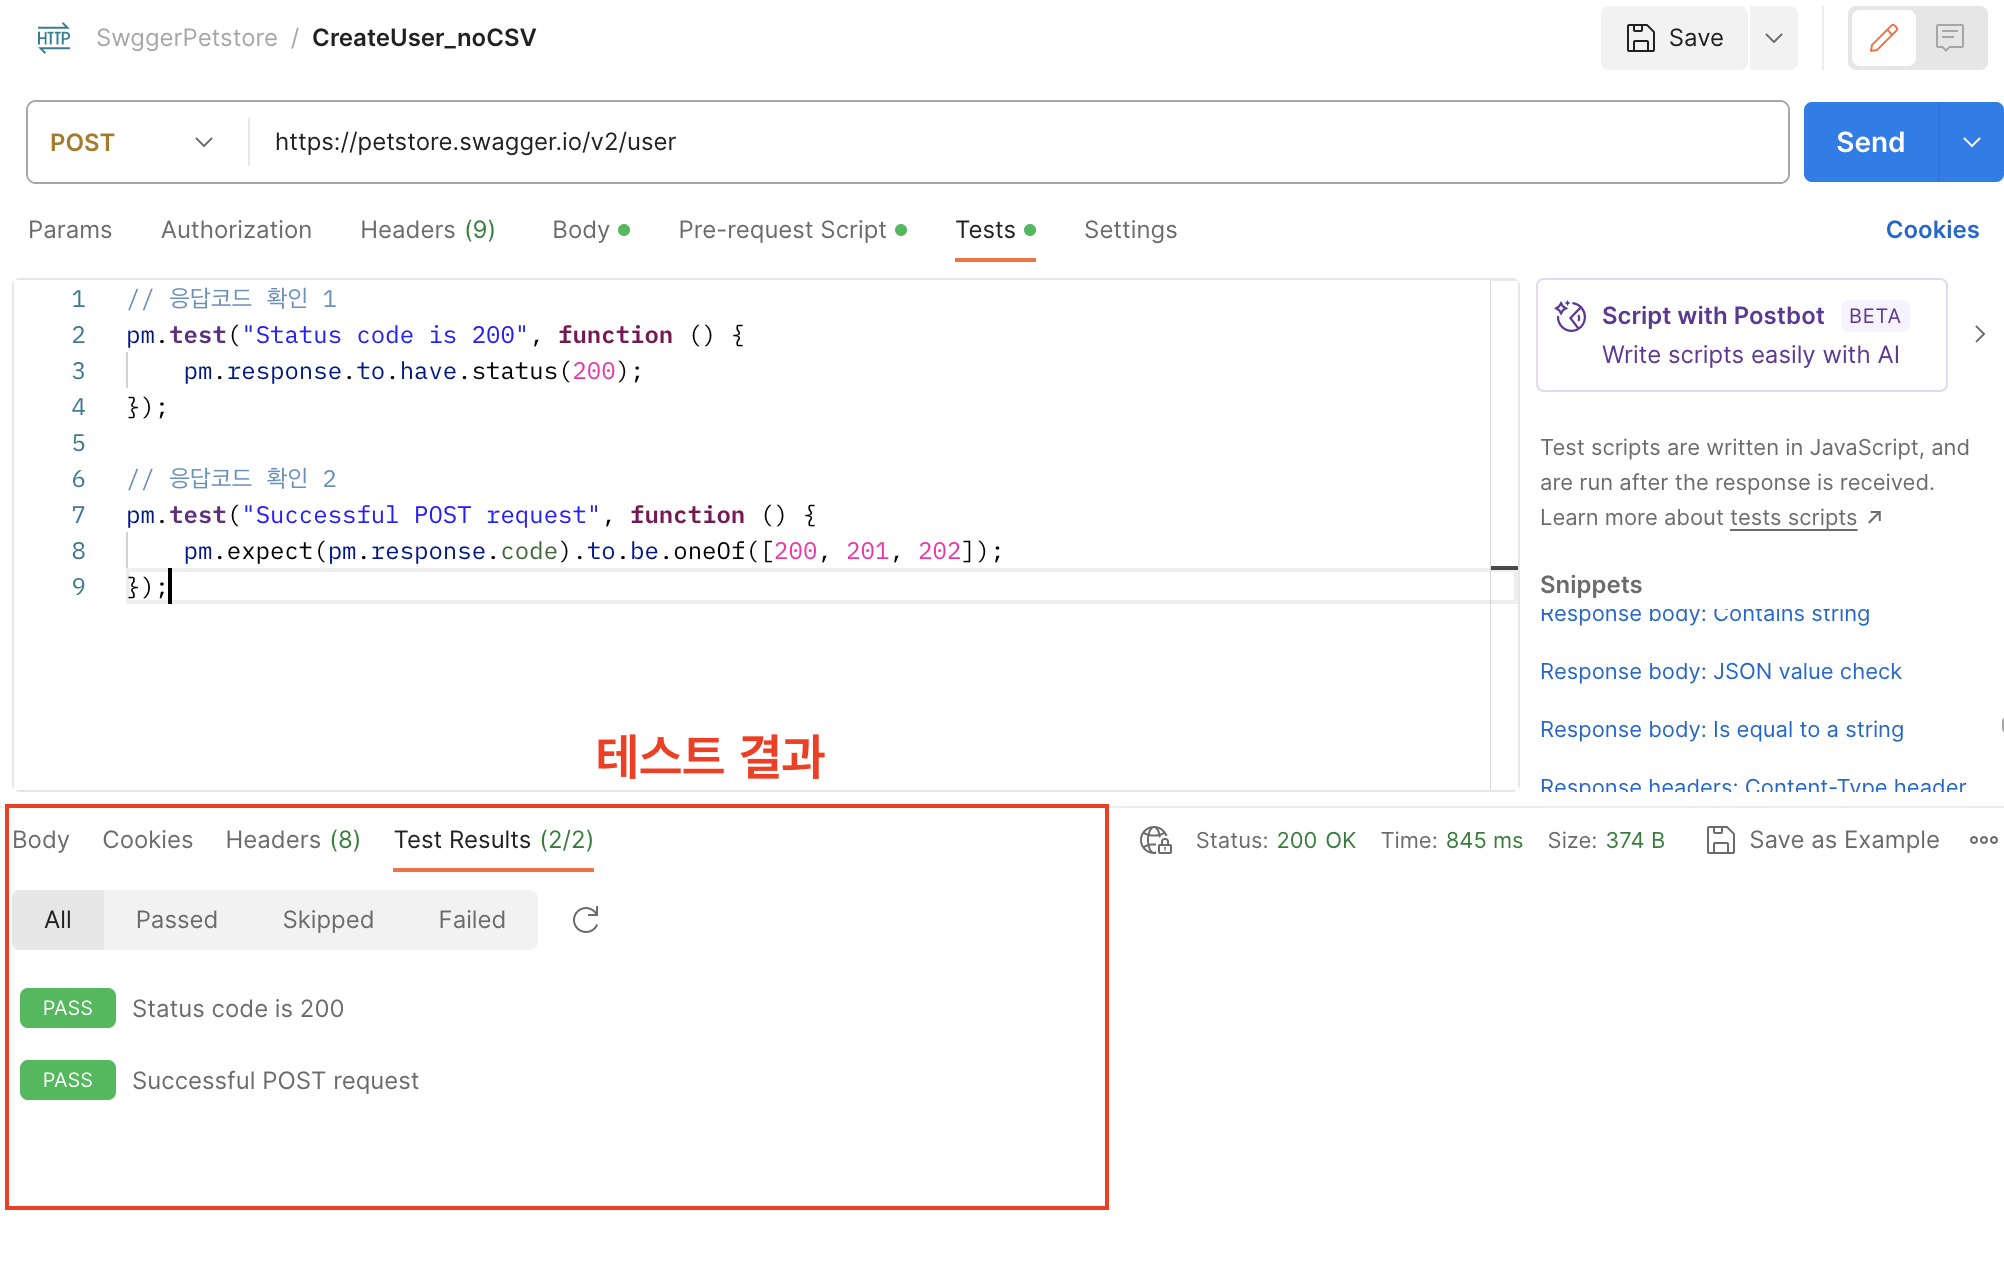 HTTP SwggerPetstore / CreateUser_noCSV Save
POST https://petstore.swagger.io/v2/user Send
Params Authorization Headers (9) Body Pre-request Script Tests Settings Cookies
1 // 응답코드 확인 1
2 pm.test("Status code is 200", function () {
3 pm.response.to.have.status(200);
4 });
5
6 // 응답코드 확인 2
7 pm.test("Successful POST request", function () {
8 pm.expect(pm.response.code).to.be.oneOf([200, 201, 202]);
9 });
Script with Postbot BETA
Write scripts easily with AI
Test scripts are written in JavaScript, and
are run after the response is received.
Learn more about tests scripts ↗
Snippets
Response body: Contains string
Response body: JSON value check
Response body: Is equal to a string
Response headers: Content-Type header
테스트 결과
Body Cookies Headers (8) Test Results (2/2) Status: 200 OK Time: 845 ms Size: 374 B Save as Example
All Passed Skipped Failed
PASS Status code is 200
PASS Successful POST request